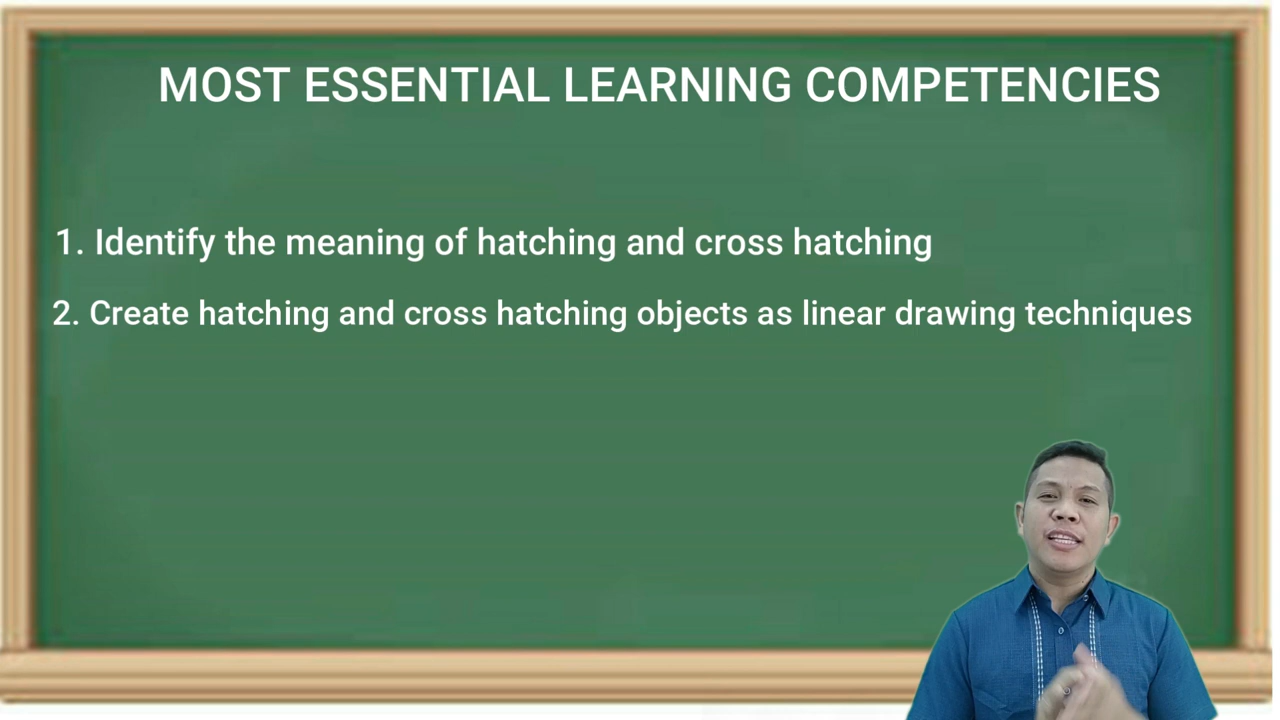 MOST ESSENTIAL LEARNING COMPETENCIES
1. Identify the meaning of hatching and cross hatching
2. Create hatching and cross hatching objects as linear drawing techniques